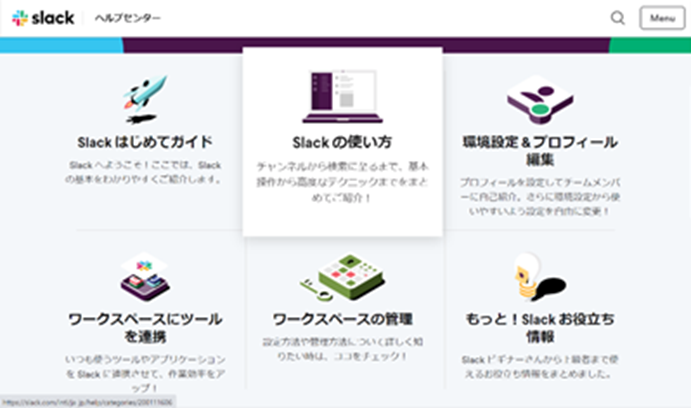 slack ヘルプセンター
Menu
Slack はじめてガイド
Slack へようこそ！ここでは、Slack
の基本をわかりやすくご紹介します。
Slack の使い方
チャンネルから検索に至るまで、基本
操作から高度なテクニックまでをまと
めてご紹介！
環境設定＆プロフィール
編集
プロフィールを設定してチームメンバ
ーに自己紹介。さらに環境設定から使
いやすいよう設定を自由に変更！
ワークスペースにツール
を連携
いつも使うツールやアプリケーション
を Slack に連携させて、作業効率をア
ップ！
ワークスペースの管理
設定方法や管理方法について詳しく知
りたい時は、ココをチェック！
もっと！Slack お役立ち
情報
Slack ビギナーさんから上級者まで使
えるお役立ち情報をまとめました。